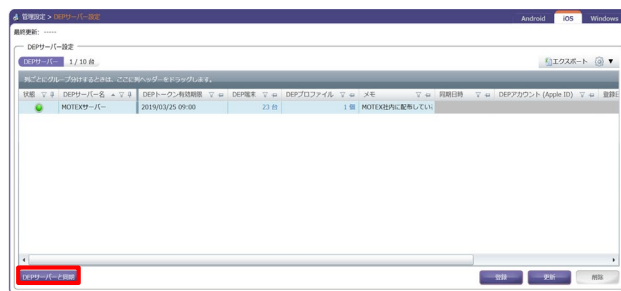 管理設定 > DEPサーバー設定
Android iOS Windows
最終更新: -----
DEPサーバー設定
DEPサーバー 1 / 10 台 エクスポート
列ごとにグループ分けするときは、ここに列ヘッダーをドラッグします。
状態 DEPサーバー名 DEPトークン有効期限 DEP端末 DEPプロファイル メモ 同期日時 DEPアカウント (Apple ID)
MOTEXサーバー 2019/03/25 09:00 23 台 1 個 MOTEX社内に配布してい
DEPサーバーと同期 登録 更新 削除